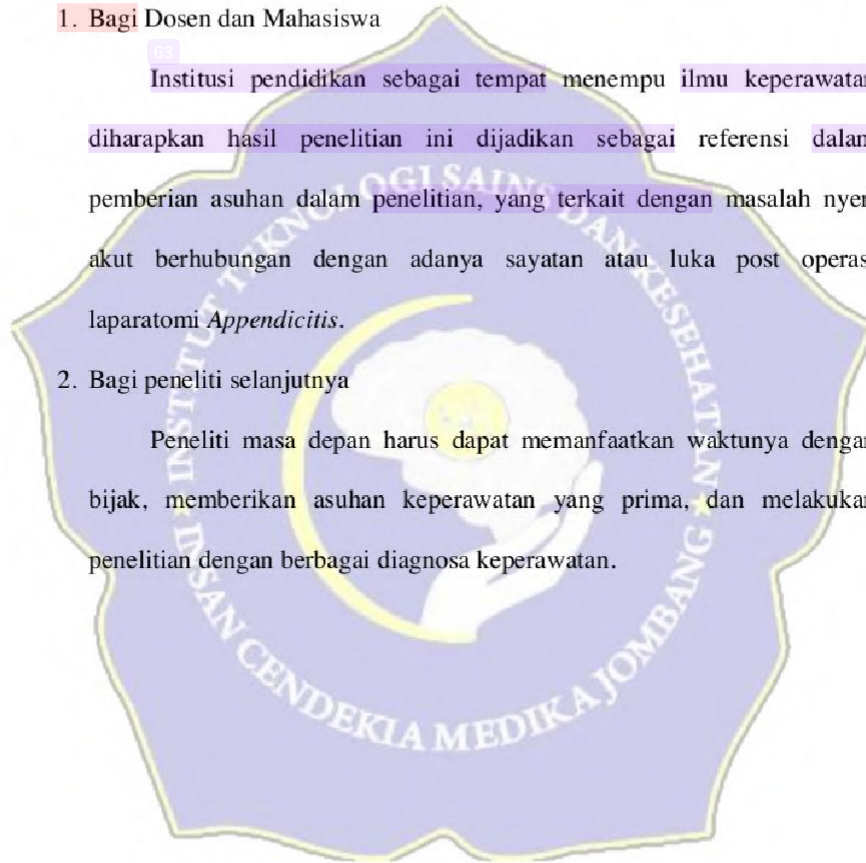 1. Bagi Dosen dan Mahasiswa
63
Institusi pendidikan sebagai tempat menempu ilmu keperawatan
diharapkan hasil penelitian ini dijadikan sebagai referensi dalam
pemberian asuhan dalam penelitian, yang terkait dengan masalah nyeri
akut berhubungan dengan adanya sayatan atau luka post operasi
laparatomi Appendicitis.
2. Bagi peneliti selanjutnya
Peneliti masa depan harus dapat memanfaatkan waktunya dengan
bijak, memberikan asuhan keperawatan yang prima, dan melakukan
penelitian dengan berbagai diagnosa keperawatan.
INSTITUT TEKNOLOGI SAINS DAN KESEHATAN
INSAN CENDEKIA MEDIKA JOMBANG